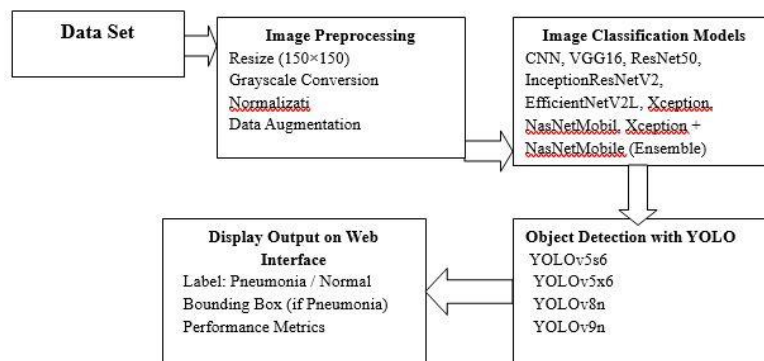 Data Set
Image Preprocessing
Resize (150×150)
Grayscale Conversion
Normalizati
Data Augmentation
Image Classification Models
CNN, VGG16, ResNet50,
InceptionResNetV2,
EfficientNetV2L, Xception,
NasNetMobil, Xception +
NasNetMobile (Ensemble)
Object Detection with YOLO
YOLOv5s6
YOLOv5x6
YOLOv8n
YOLOv9n
Display Output on Web
Interface
Label: Pneumonia / Normal
Bounding Box (if Pneumonia)
Performance Metrics